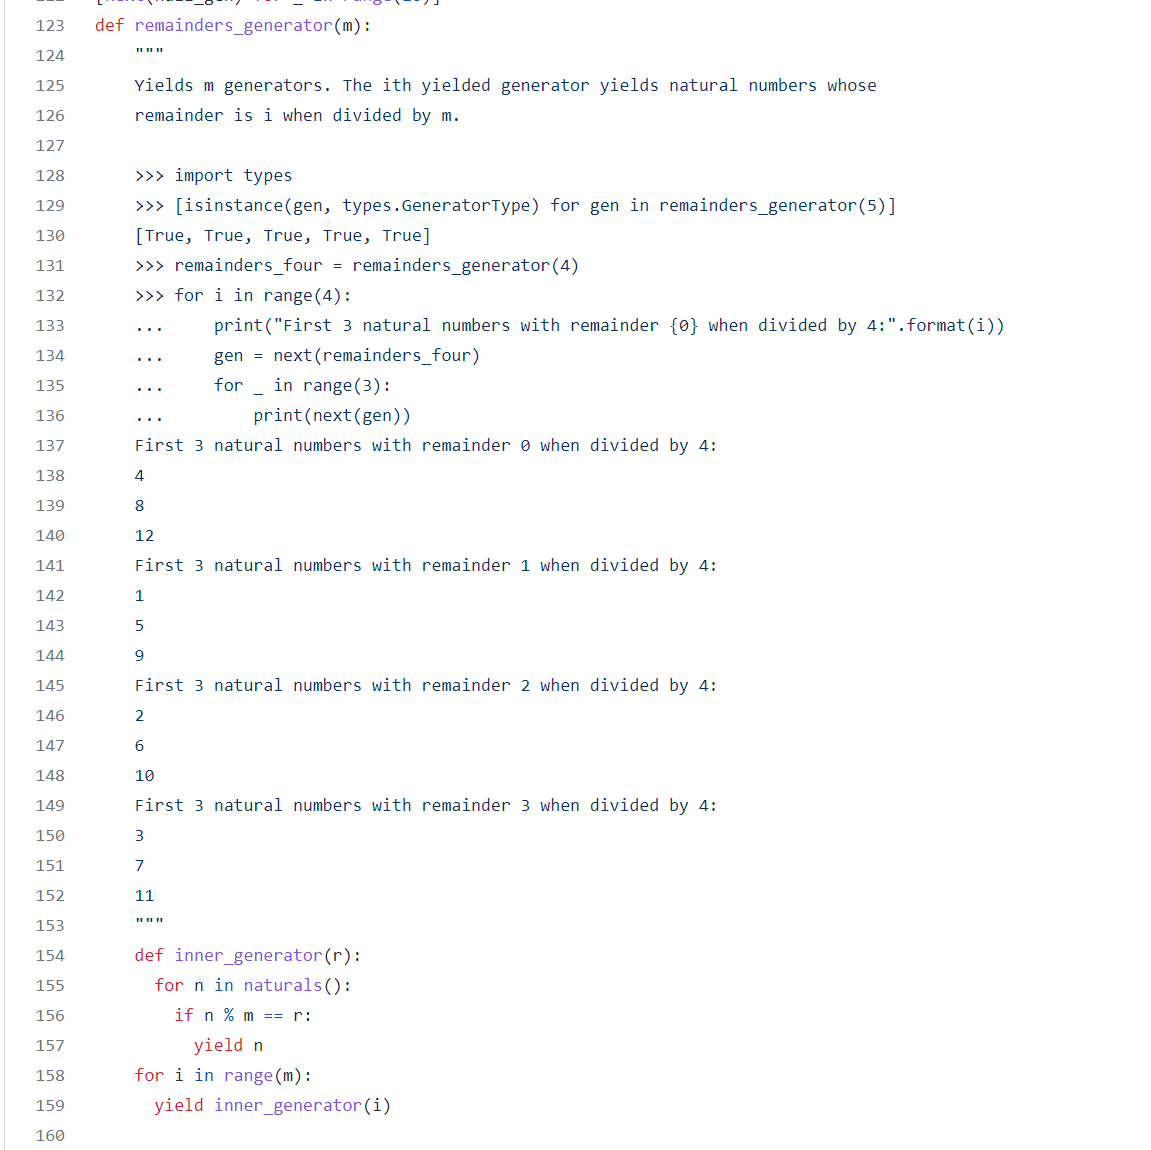 123 def remainders_generator(m):
124     """
125     Yields m generators. The ith yielded generator yields natural numbers whose
126     remainder is i when divided by m.
127
128     >>> import types
129     >>> [isinstance(gen, types.GeneratorType) for gen in remainders_generator(5)]
130     [True, True, True, True, True]
131     >>> remainders_four = remainders_generator(4)
132     >>> for i in range(4):
133     ...     print("First 3 natural numbers with remainder {0} when divided by 4:".format(i))
134     ...     gen = next(remainders_four)
135     ...     for _ in range(3):
136     ...         print(next(gen))
137     First 3 natural numbers with remainder 0 when divided by 4:
138     4
139     8
140     12
141     First 3 natural numbers with remainder 1 when divided by 4:
142     1
143     5
144     9
145     First 3 natural numbers with remainder 2 when divided by 4:
146     2
147     6
148     10
149     First 3 natural numbers with remainder 3 when divided by 4:
150     3
151     7
152     11
153     """
154     def inner_generator(r):
155       for n in naturals():
156         if n % m == r:
157           yield n
158     for i in range(m):
159       yield inner_generator(i)
160